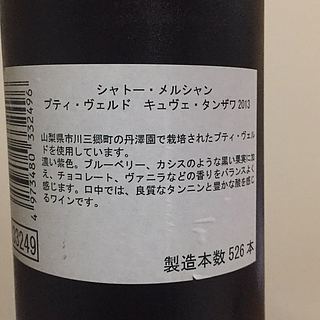 シャトー・メルシャン
プティ・ヴェルド　キュヴェ・タンザワ 2013
山梨県市川三郷町の丹澤園で栽培されたプティ・ヴェル
ドを使用しています。
濃い紫色。ブルーベリー、カシスのような黒い果実に加
え、チョコレート、ヴァニラなどの香りをバランスよく
感じます。口中では、良質なタンニンと豊かな酸を感じ
るワインです。
製造本数 526 本
4 973480 332496
33249